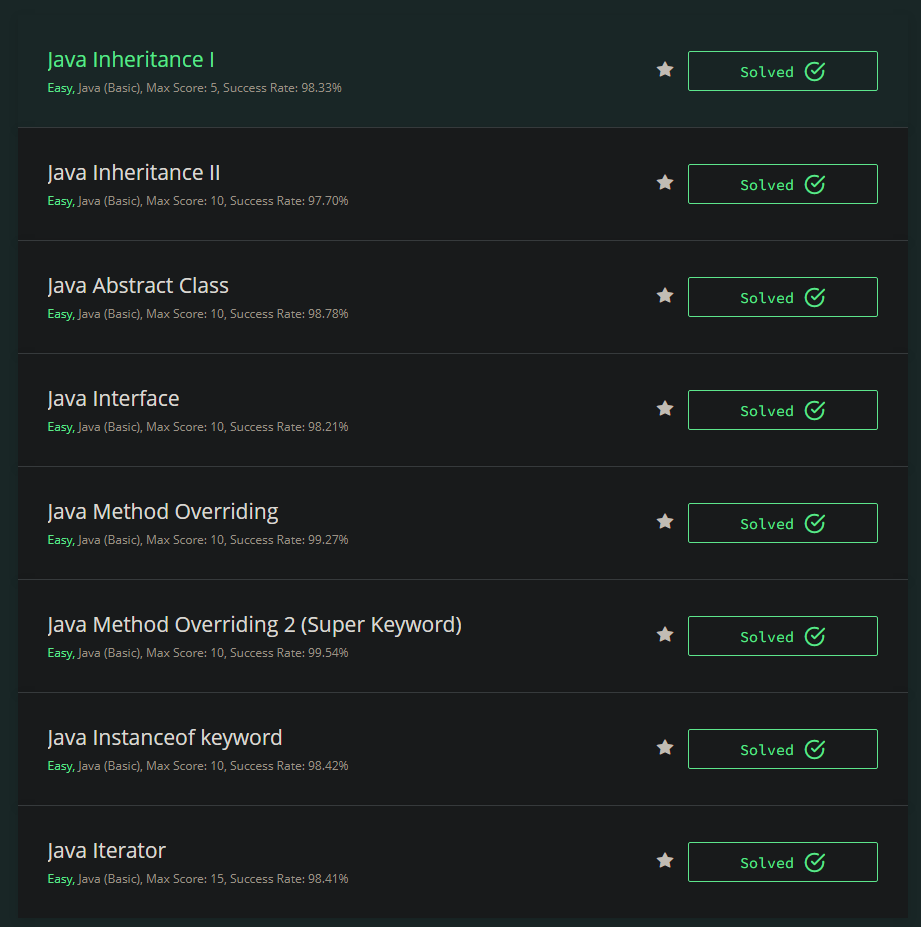 Java Inheritance I
Easy, Java (Basic), Max Score: 5, Success Rate: 98.33%
Solved
Java Inheritance II
Easy, Java (Basic), Max Score: 10, Success Rate: 97.70%
Solved
Java Abstract Class
Easy, Java (Basic), Max Score: 10, Success Rate: 98.78%
Solved
Java Interface
Easy, Java (Basic), Max Score: 10, Success Rate: 98.21%
Solved
Java Method Overriding
Easy, Java (Basic), Max Score: 10, Success Rate: 99.27%
Solved
Java Method Overriding 2 (Super Keyword)
Easy, Java (Basic), Max Score: 10, Success Rate: 99.54%
Solved
Java Instanceof keyword
Easy, Java (Basic), Max Score: 10, Success Rate: 98.42%
Solved
Java Iterator
Easy, Java (Basic), Max Score: 15, Success Rate: 98.41%
Solved